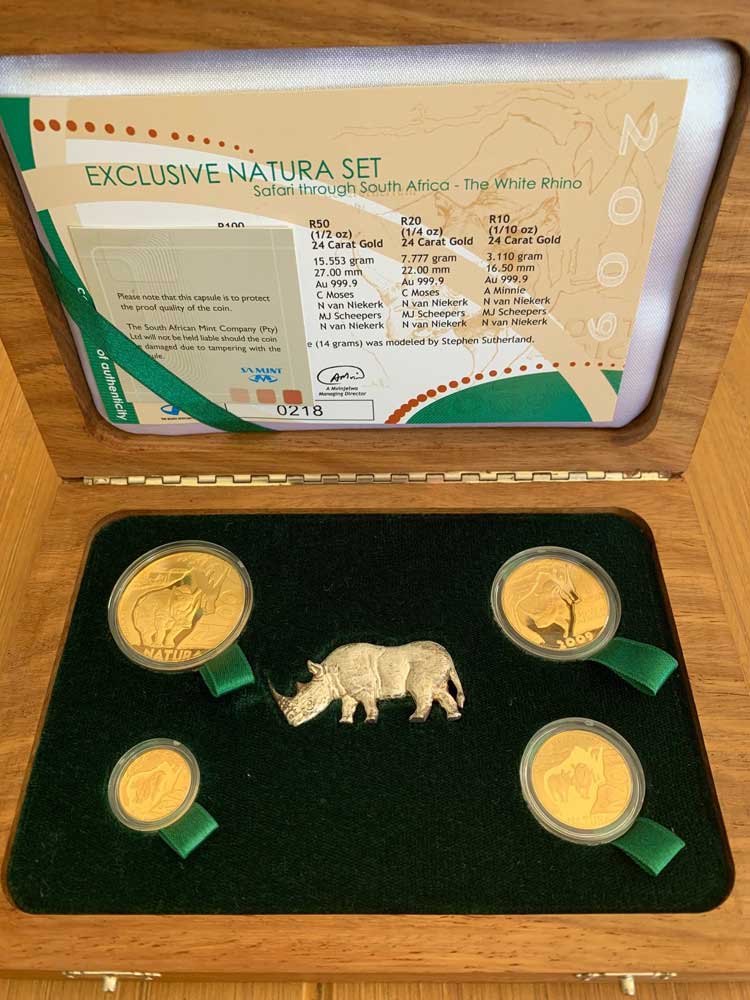 EXCLUSIVE NATURA SET
Safari through South Africa - The White Rhino
2009
R100
R50
(1/2 oz)
24 Carat Gold
15.553 gram
27.00 mm
Au 999.9
C Moses
N van Niekerk
MJ Scheepers
N van Niekerk
R20
(1/4 oz)
24 Carat Gold
7.777 gram
22.00 mm
Au 999.9
C Moses
N van Niekerk
MJ Scheepers
N van Niekerk
R10
(1/10 oz)
24 Carat Gold
3.110 gram
16.50 mm
Au 999.9
A Minnie
N van Niekerk
MJ Scheepers
N van Niekerk
Please note that this capsule is to protect
the proof quality of the coin.
The South African Mint Company (Pty)
Ltd will not be held liable should the coin
be damaged due to tampering with the
SA MINT
(14 grams) was modeled by Stephen Sutherland.
Managing Director
0218
of authenticity
NATURA
2009